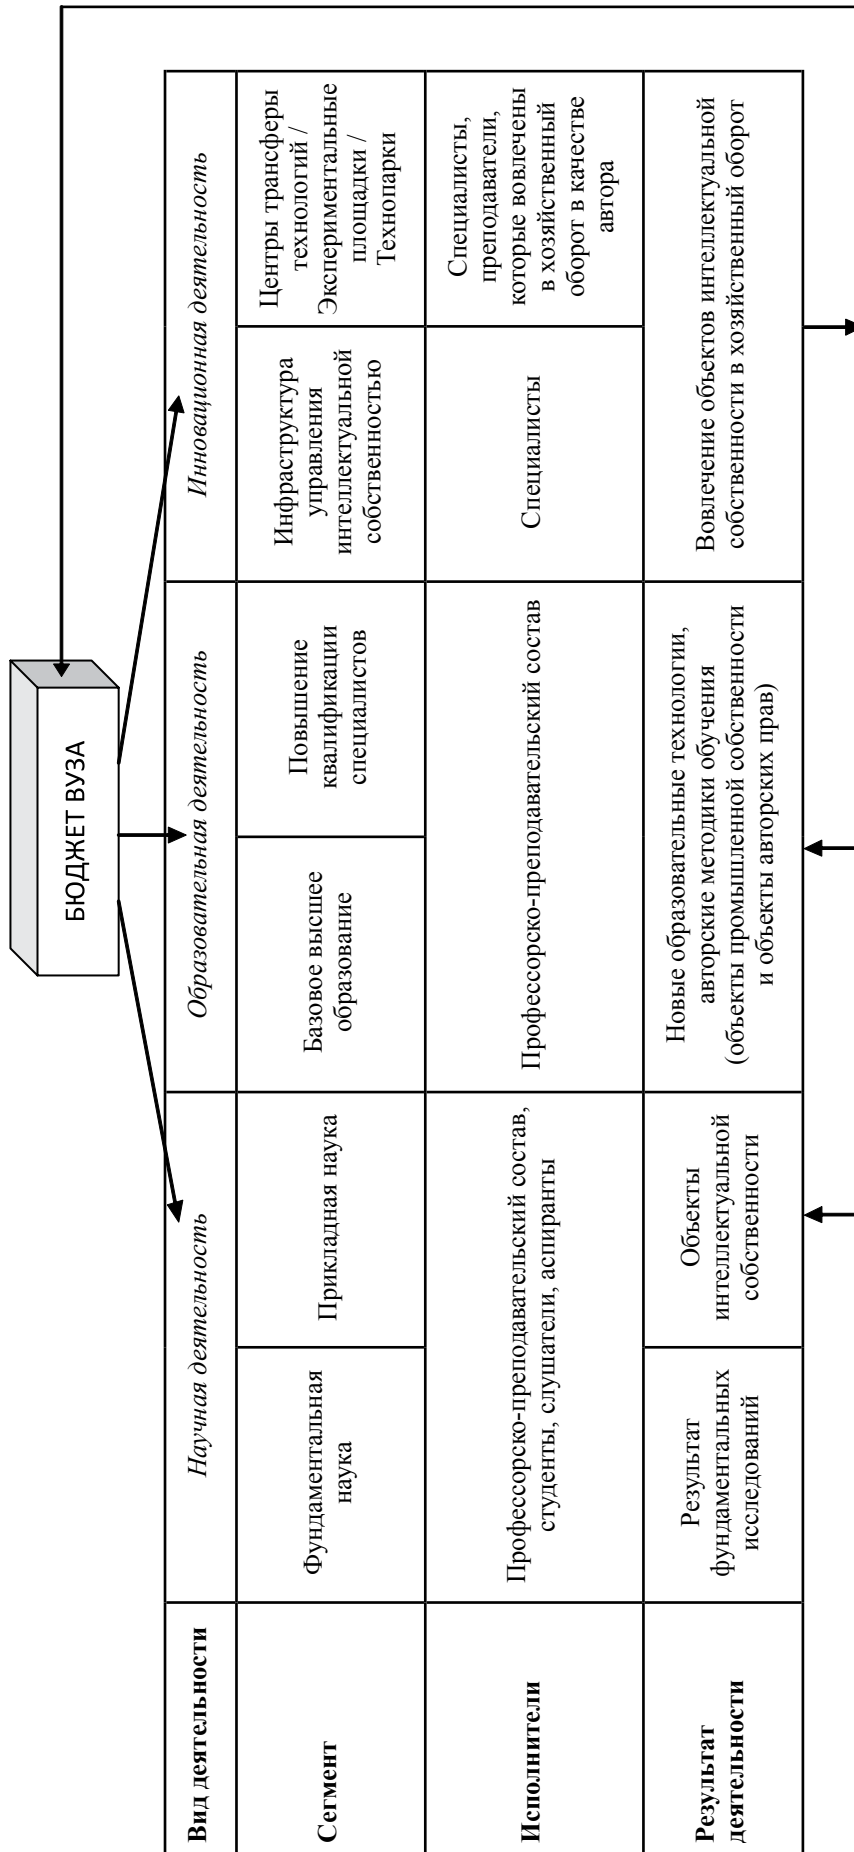 БЮДЖЕТ ВУЗА
Вид деятельности
Научная деятельность
Образовательная деятельность
Инновационная деятельность
Сегмент
Фундаментальная
наука
Прикладная наука
Базовое высшее
образование
Повышение
квалификации
специалистов
Инфраструктура
управления
интеллектуальной
собственностью
Центры трансферы
технологий /
Экспериментальные
площадки /
Технопарки
Исполнители
Профессорско-преподавательский состав,
студенты, слушатели, аспиранты
Профессорско-преподавательский состав
Специалисты
Специалисты,
преподаватели,
которые вовлечены
в хозяйственный
оборот в качестве
автора
Результат
деятельности
Результат
фундаментальных
исследований
Объекты
интеллектуальной
собственности
Новые образовательные технологии,
авторские методики обучения
(объекты промышленной собственности
и объекты авторских прав)
Вовлечение объектов интеллектуальной
собственности в хозяйственный оборот